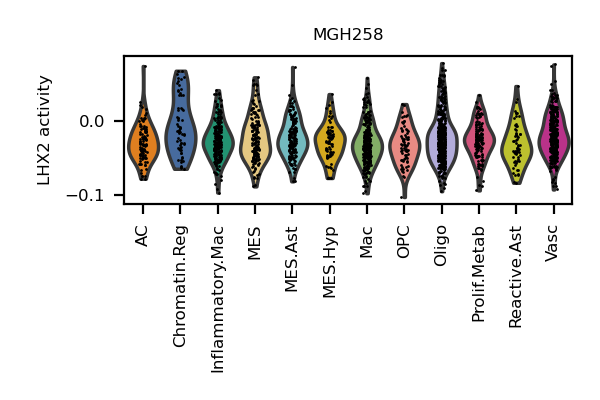 MGH258
LHX2 activity
0.0
−0.1
AC
Chromatin.Reg
Inflammatory.Mac
MES
MES.Ast
MES.Hyp
Mac
OPC
Oligo
Prolif.Metab
Reactive.Ast
Vasc